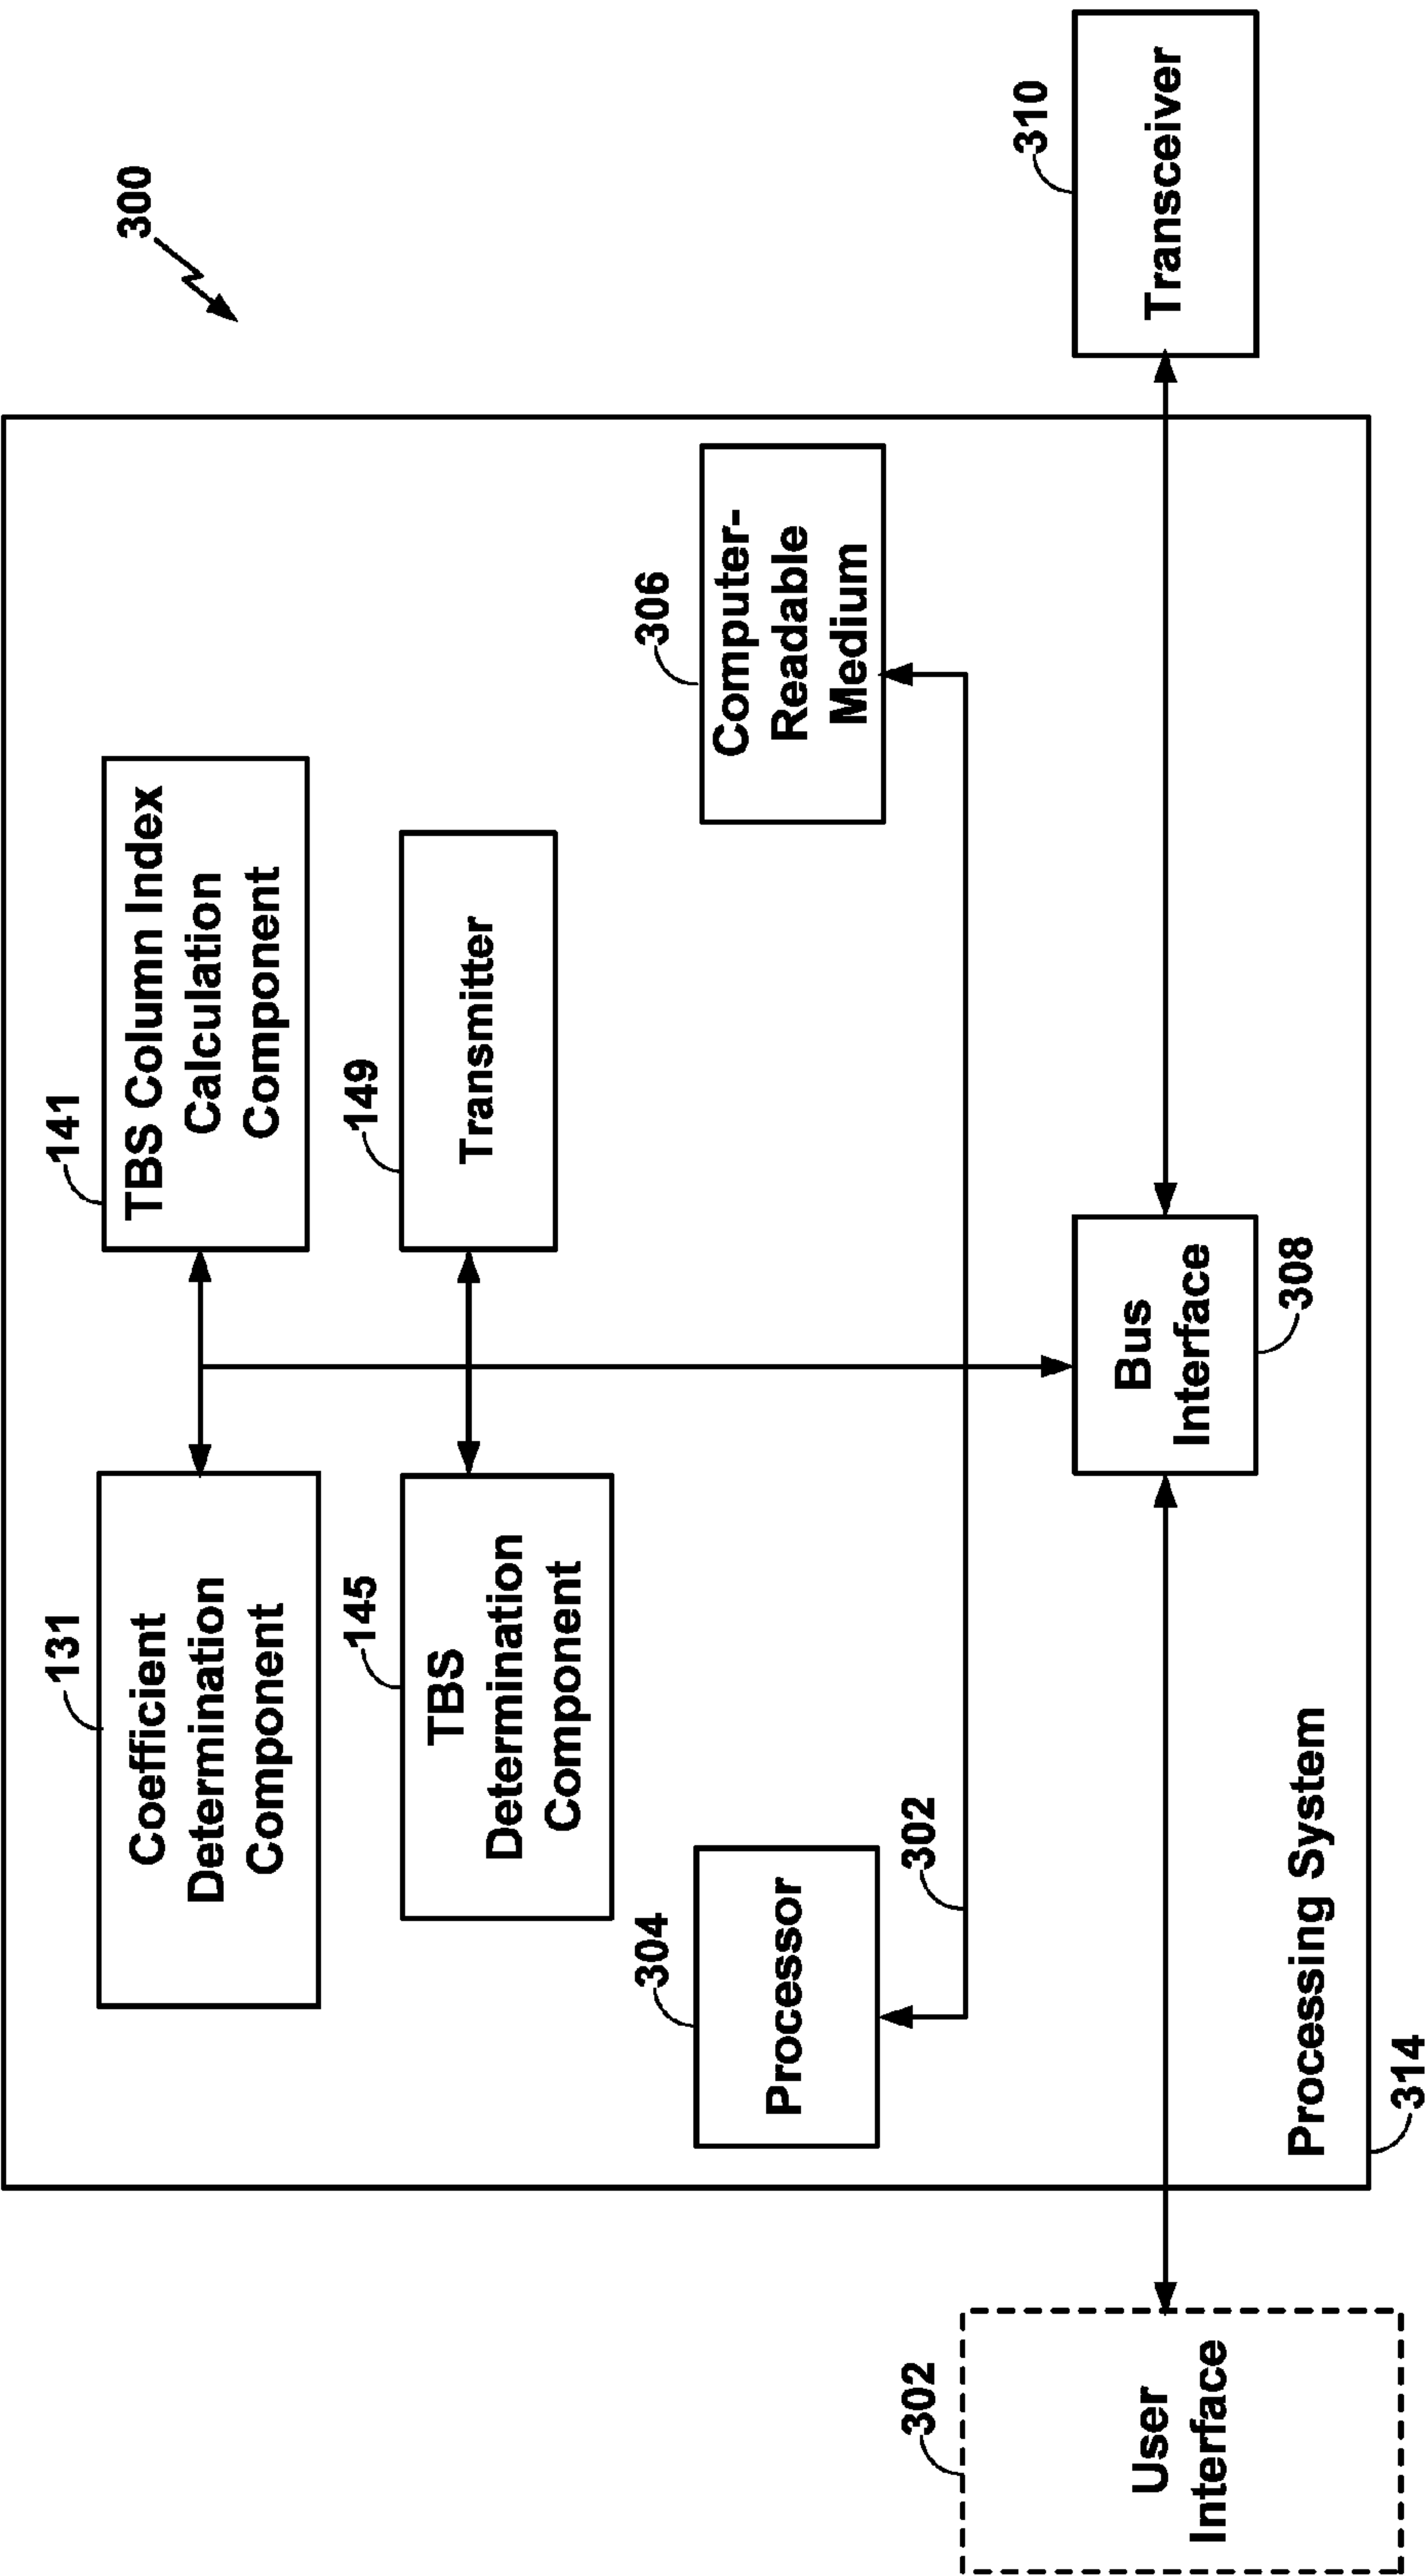 300
131
Coefficient
Determination
Component
141
TBS Column Index
Calculation
Component
145
TBS
Determination
Component
149
Transmitter
304
Processor
306
Computer-
Readable
Medium
302
302
User
Interface
Bus
Interface
308
310
Transceiver
Processing System
314